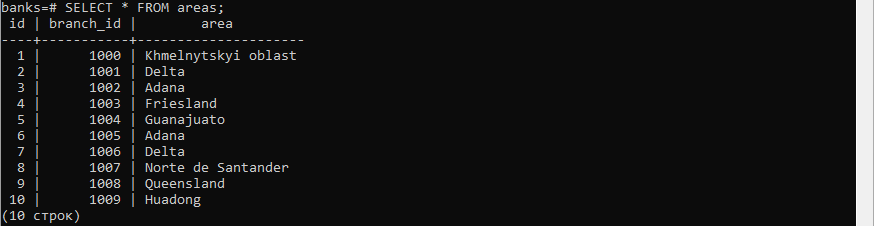 banks=# SELECT * FROM areas;
 id | branch_id |        area
----+-----------+---------------------
  1 |      1000 | Khmelnytskyi oblast
  2 |      1001 | Delta
  3 |      1002 | Adana
  4 |      1003 | Friesland
  5 |      1004 | Guanajuato
  6 |      1005 | Adana
  7 |      1006 | Delta
  8 |      1007 | Norte de Santander
  9 |      1008 | Queensland
 10 |      1009 | Huadong
(10 строк)